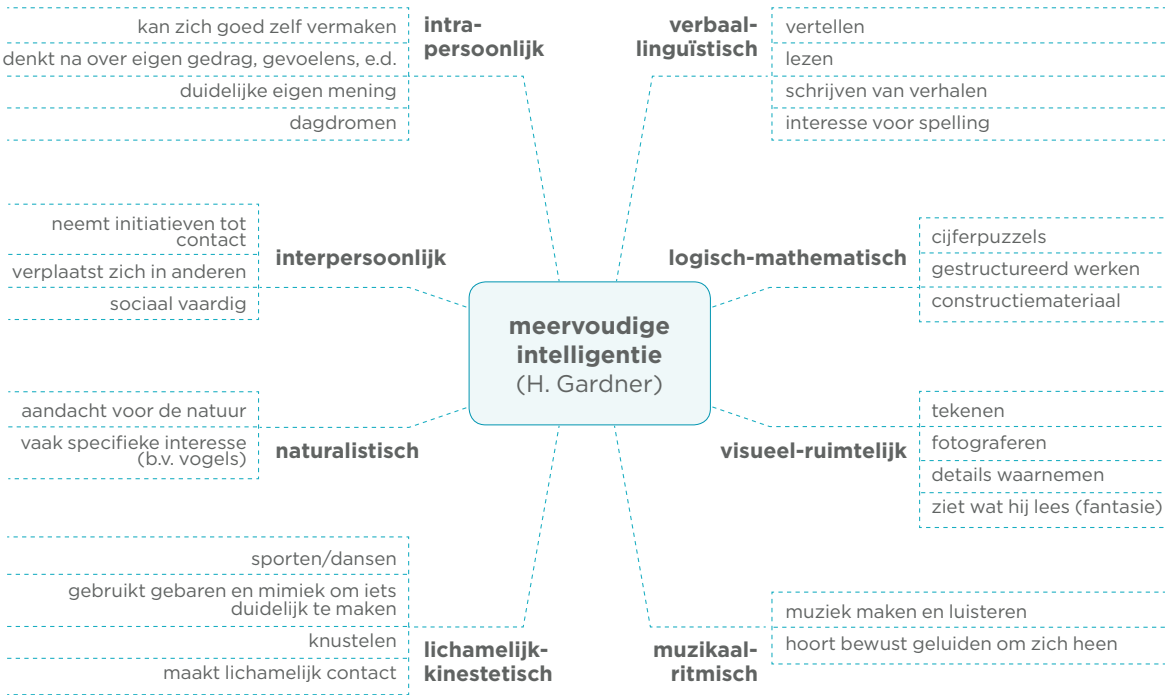 kan zich goed zelf vermaken
denkt na over eigen gedrag, gevoelens, e.d.
duidelijke eigen mening
dagdromen
intra-
persoonlijk
verbaal-
linguïstisch
vertellen
lezen
schrijven van verhalen
interesse voor spelling
neemt initiatieven tot
contact
verplaatst zich in anderen
sociaal vaardig
interpersoonlijk
logisch-mathematisch
cijferpuzzels
gestructureerd werken
constructiemateriaal
meervoudige
intelligentie
(H. Gardner)
aandacht voor de natuur
vaak specifieke interesse
(b.v. vogels)
naturalistisch
visueel-ruimtelijk
tekenen
fotograferen
details waarnemen
ziet wat hij lees (fantasie)
sporten/dansen
gebruikt gebaren en mimiek om iets
duidelijk te maken
knustelen
maakt lichamelijk contact
lichamelijk-
kinestetisch
muzikaal-
ritmisch
muziek maken en luisteren
hoort bewust geluiden om zich heen